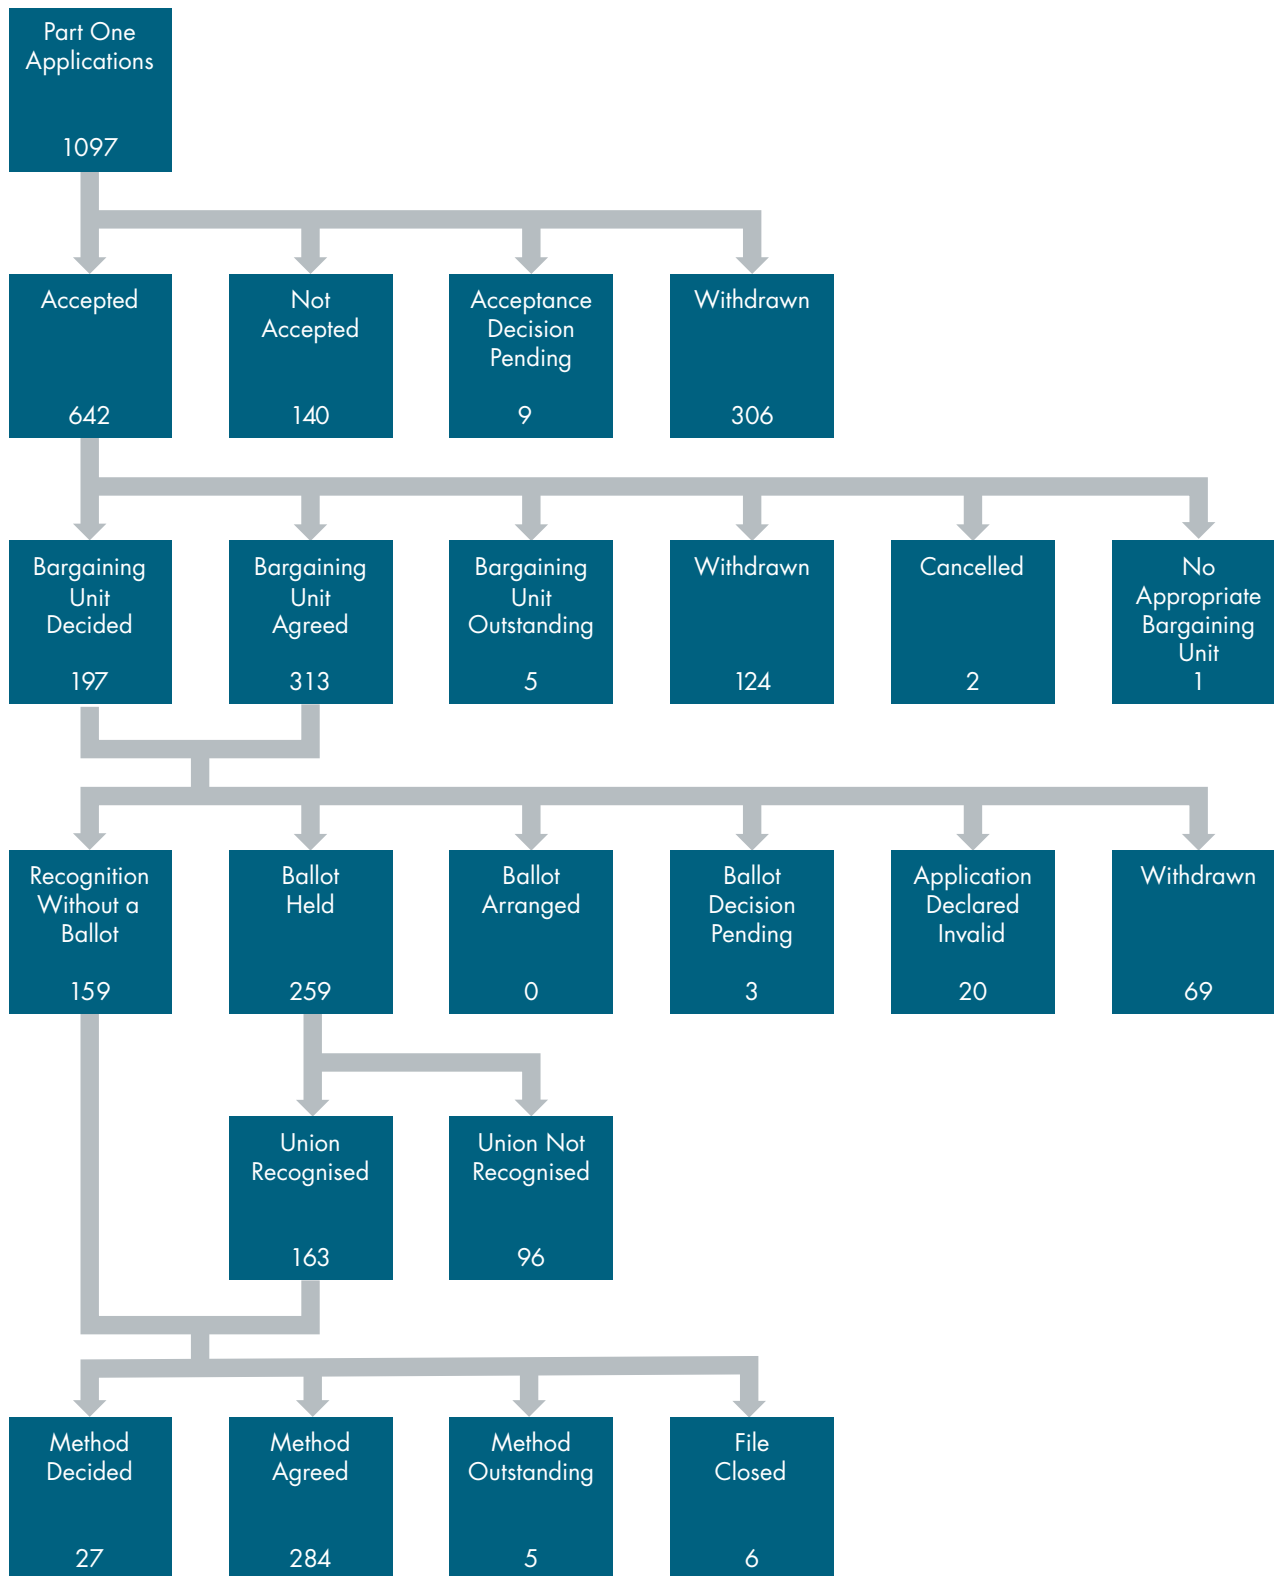 Part One
Applications
1097
Accepted
642
Not
Accepted
140
Acceptance
Decision
Pending
9
Withdrawn
306
Bargaining
Unit
Decided
197
Bargaining
Unit
Agreed
313
Bargaining
Unit
Outstanding
5
Withdrawn
124
Cancelled
2
No
Appropriate
Bargaining
Unit
1
Recognition
Without a
Ballot
159
Ballot
Held
259
Ballot
Arranged
0
Ballot
Decision
Pending
3
Application
Declared
Invalid
20
Withdrawn
69
Union
Recognised
163
Union Not
Recognised
96
Method
Decided
27
Method
Agreed
284
Method
Outstanding
5
File
Closed
6